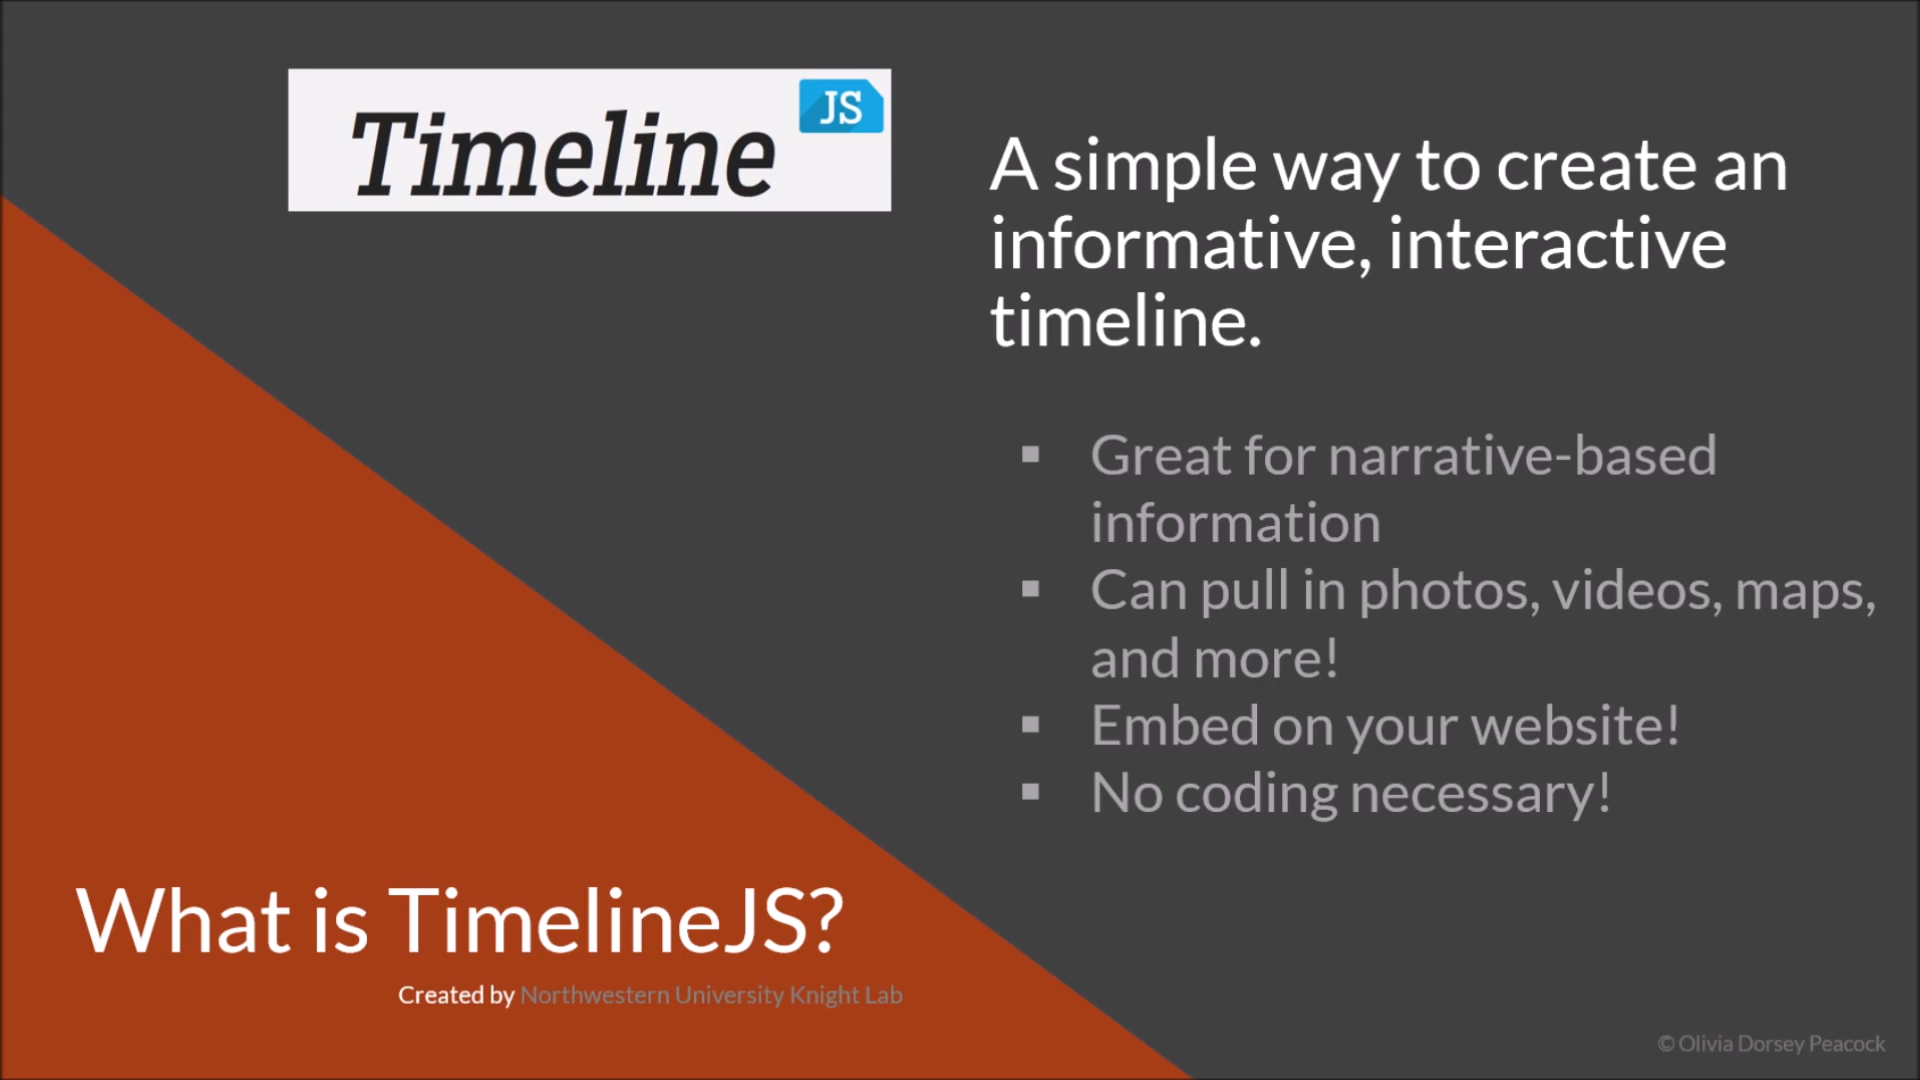 Timeline JS
A simple way to create an
informative, interactive
timeline.
▪ Great for narrative-based
information
▪ Can pull in photos, videos, maps,
and more!
▪ Embed on your website!
▪ No coding necessary!
What is TimelineJS?
Created by Northwestern University Knight Lab
© Olivia Dorsey Peacock